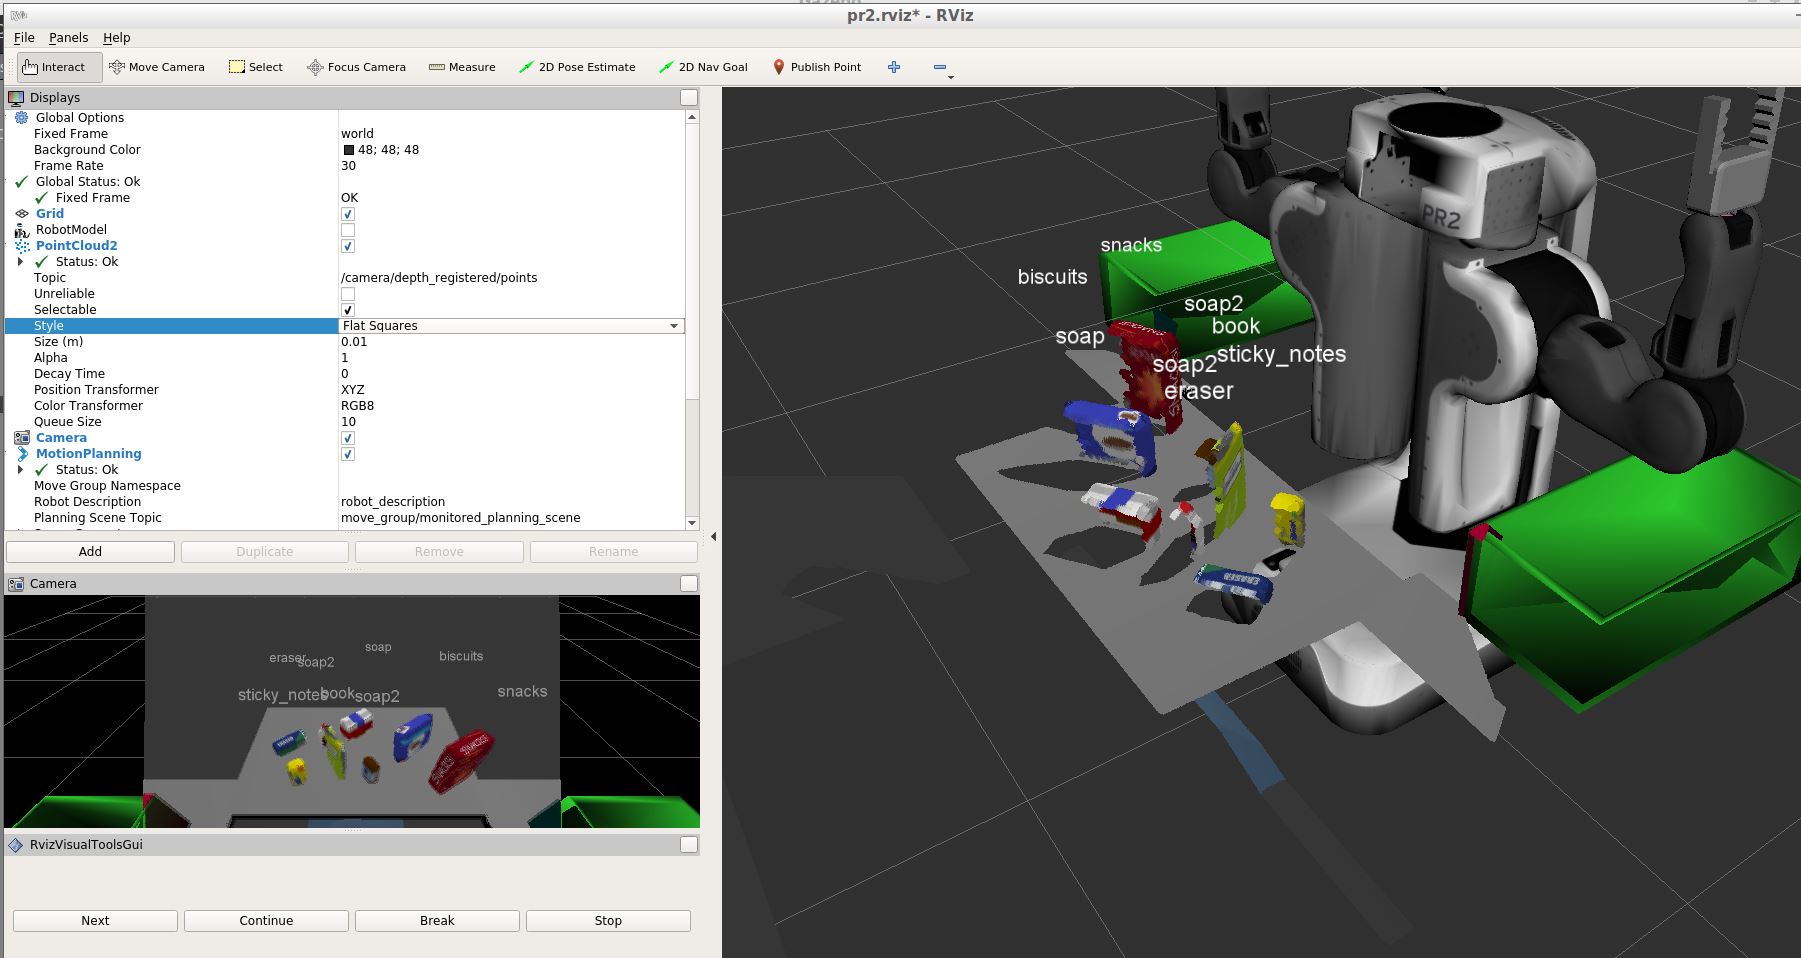 pr2.rviz* - RViz
File Panels Help
Interact Move Camera Select Focus Camera Measure 2D Pose Estimate 2D Nav Goal Publish Point
Displays
Global Options
Fixed Frame world
Background Color 48; 48; 48
Frame Rate 30
Global Status: Ok
Fixed Frame OK
Grid
RobotModel
PointCloud2
Status: Ok
Topic /camera/depth_registered/points
Unreliable
Selectable
Style Flat Squares
Size (m) 0.01
Alpha 1
Decay Time 0
Position Transformer XYZ
Color Transformer RGB8
Queue Size 10
Camera
MotionPlanning
Status: Ok
Move Group Namespace
Robot Description robot_description
Planning Scene Topic move_group/monitored_planning_scene
Add Duplicate Remove Rename
Camera
soap
eraser soap2 biscuits
sticky_notes book soap2 snacks
RvizVisualToolsGui
Next Continue Break Stop
PR2
snacks
biscuits
soap2
book
soap
sticky_notes
soap2
eraser
ERASER